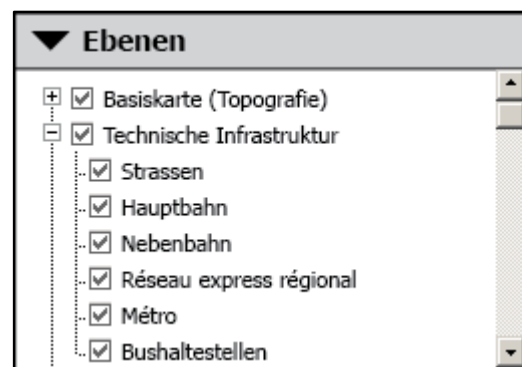 Ebenen
Basiskarte (Topografie)
Technische Infrastruktur
Strassen
Hauptbahn
Nebenbahn
Réseau express régional
Métro
Bushaltestellen